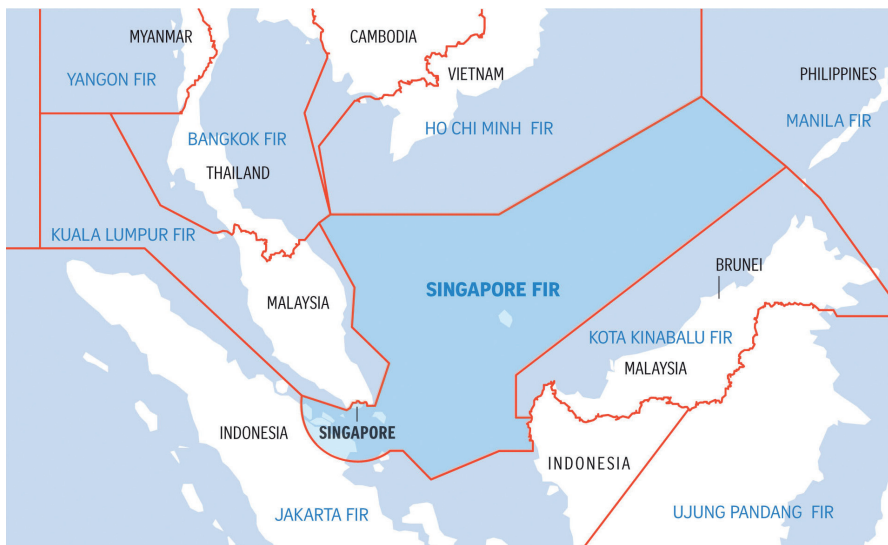 MYANMAR
CAMBODIA
YANGON FIR
VIETNAM
PHILIPPINES
BANGKOK FIR
HO CHI MINH FIR
MANILA FIR
THAILAND
KUALA LUMPUR FIR
BRUNEI
MALAYSIA
SINGAPORE FIR
KOTA KINABALU FIR
MALAYSIA
INDONESIA
SINGAPORE
INDONESIA
JAKARTA FIR
UJUNG PANDANG FIR